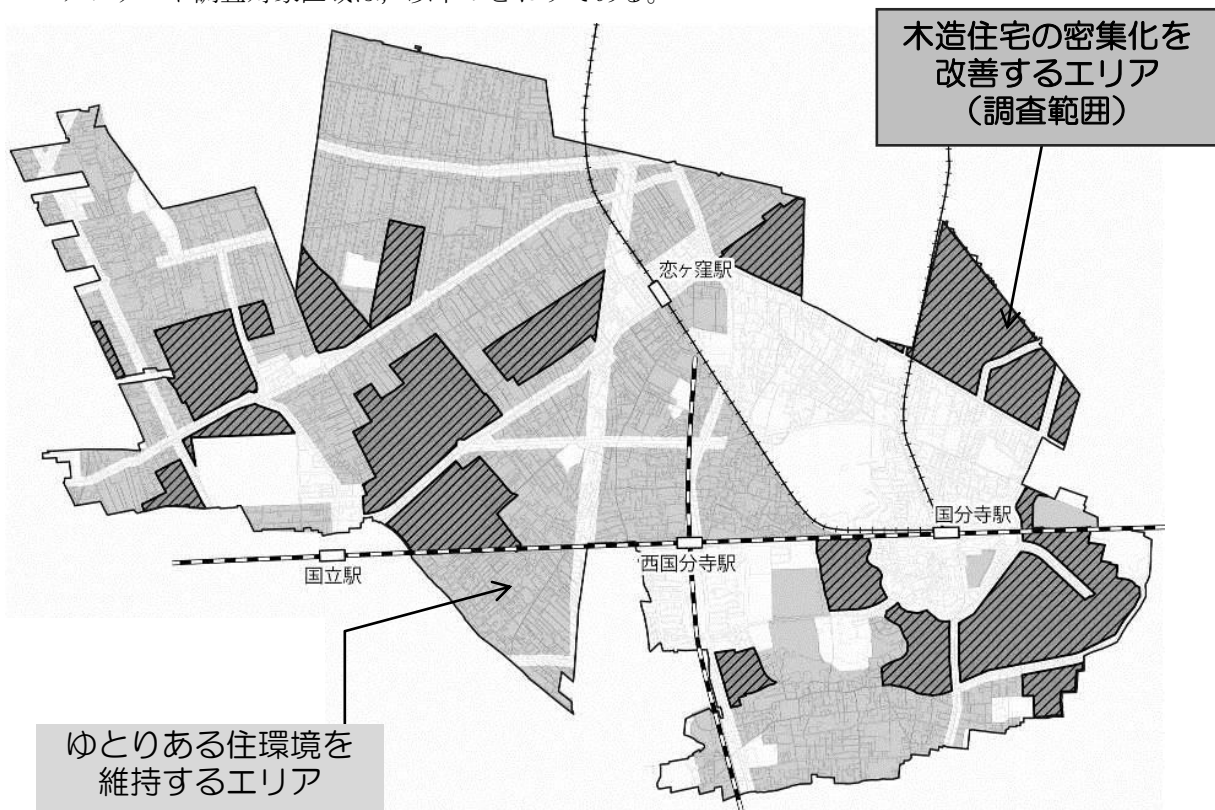 木造住宅の密集化を
改善するエリア
（調査範囲）
恋ヶ窪駅
国分寺駅
西国分寺駅
国立駅
ゆとりある住環境を
維持するエリア